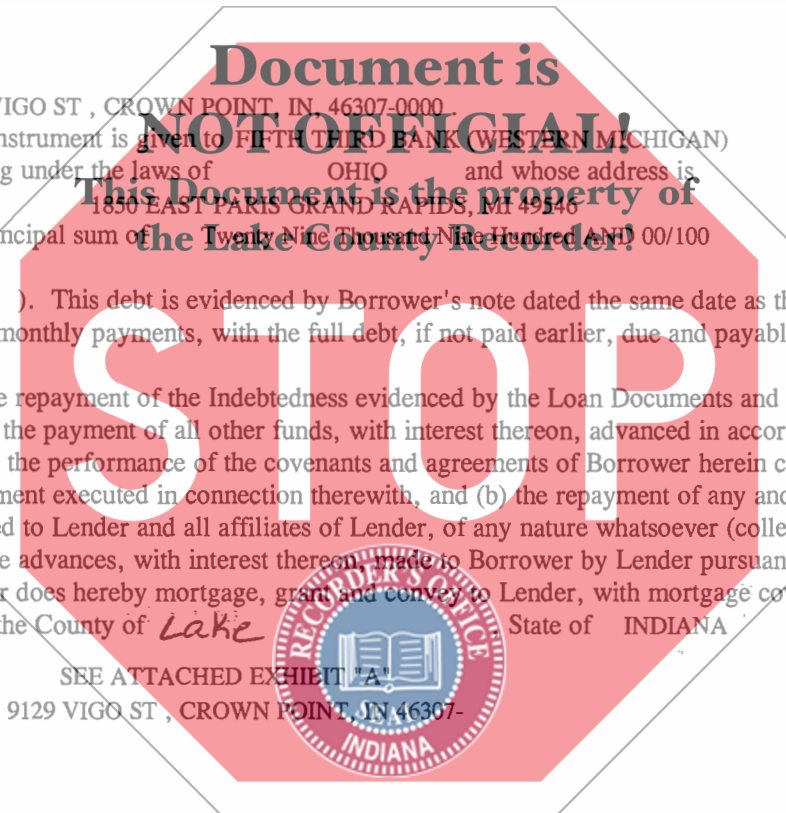 Document is
VIGO ST , CROWN POINT, IN, 46307-0000 .
NOT OFFICIAL!
nstrument is given to FIFTH THIRD BANK (WESTERN MICHIGAN)
g under the laws of OHIO and whose address is
This Document is the property of
1850 EAST PARIS GRAND RAPIDS, MI 49546
the Lake County Recorder!
ncipal sum of Twenty Nine Thousand Nine Hundred AND 00/100
). This debt is evidenced by Borrower's note dated the same date as th
monthly payments, with the full debt, if not paid earlier, due and payabl
STOP
e repayment of the Indebtedness evidenced by the Loan Documents and
the payment of all other funds, with interest thereon, advanced in accor
the performance of the covenants and agreements of Borrower herein c
ment executed in connection therewith, and (b) the repayment of any and
ed to Lender and all affiliates of Lender, of any nature whatsoever (colle
e advances, with interest thereon, made to Borrower by Lender pursuan
r does hereby mortgage, grant and convey to Lender, with mortgage cov
the County of Lake , State of INDIANA
RECORDER'S OFFICE
SEE ATTACHED EXHIBIT "A"
9129 VIGO ST , CROWN POINT, IN 46307-
INDIANA